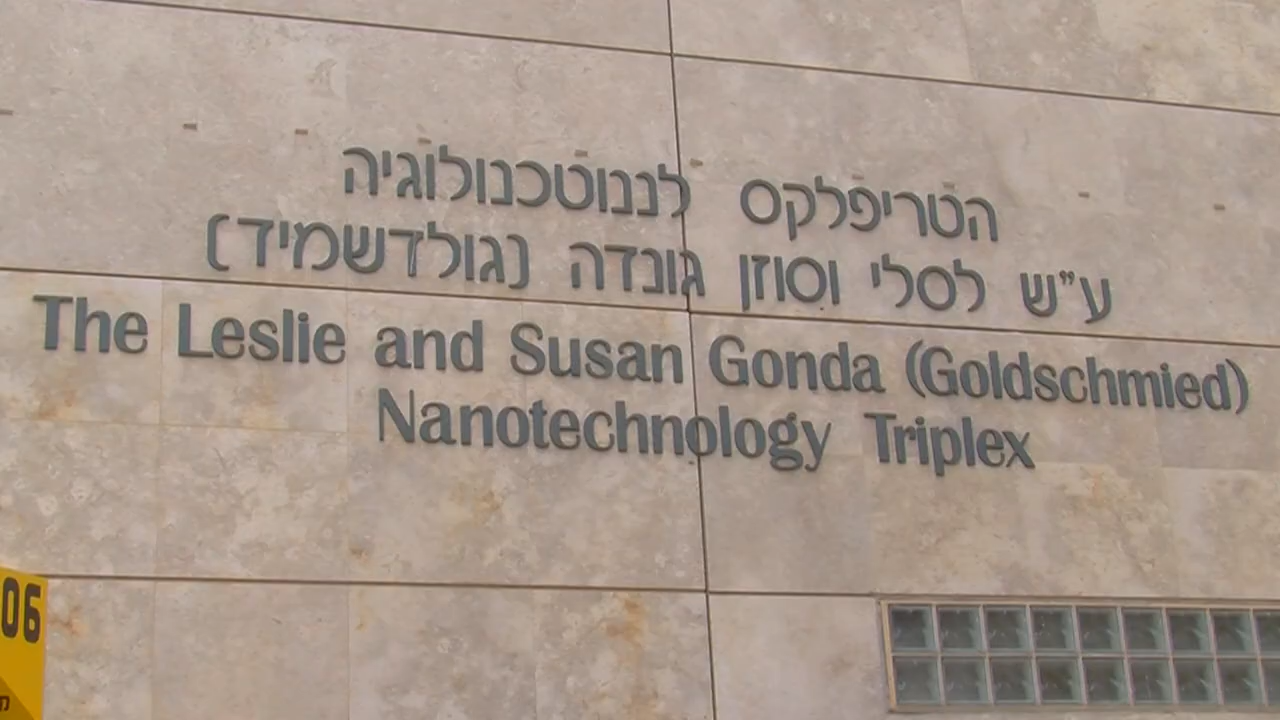 הטריפלקס לננוטכנולוגיה
ע"ש לסלי וסוזן גונדה (גולדשמיד)
The Leslie and Susan Gonda (Goldschmied)
Nanotechnology Triplex
06